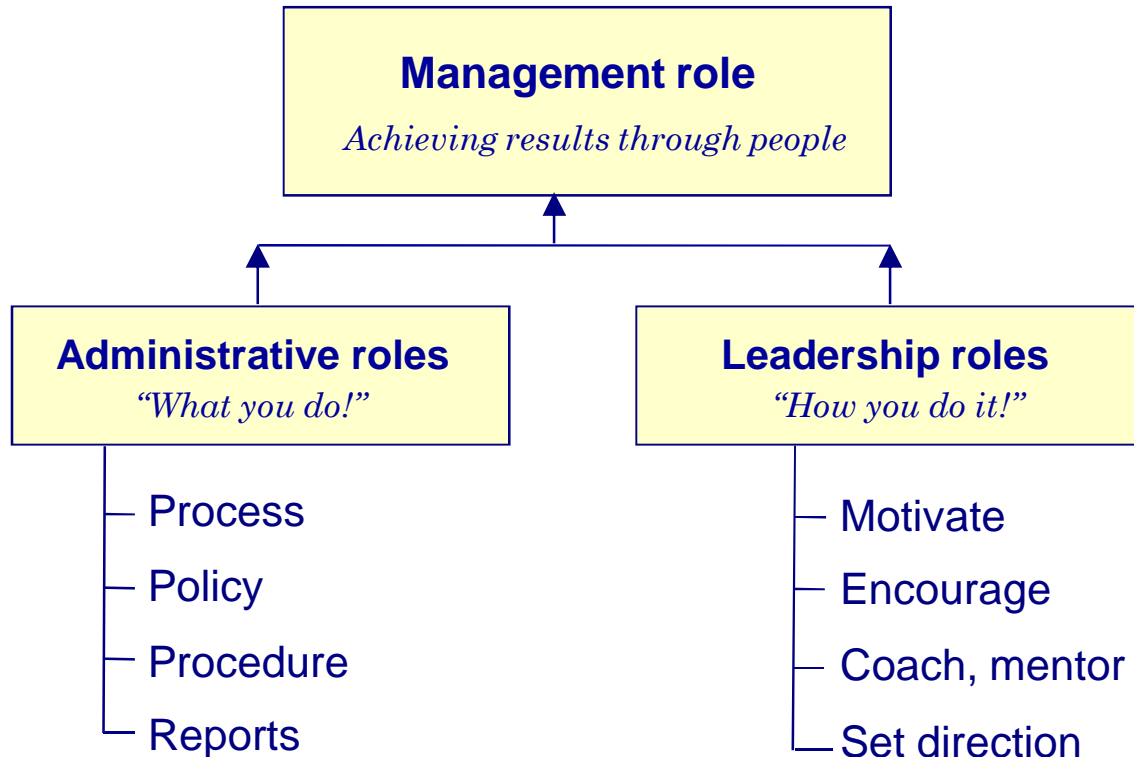 Management role
Achieving results through people
Administrative roles
“What you do!”
Process
Policy
Procedure
Reports
Leadership roles
“How you do it!”
Motivate
Encourage
Coach, mentor
Set direction